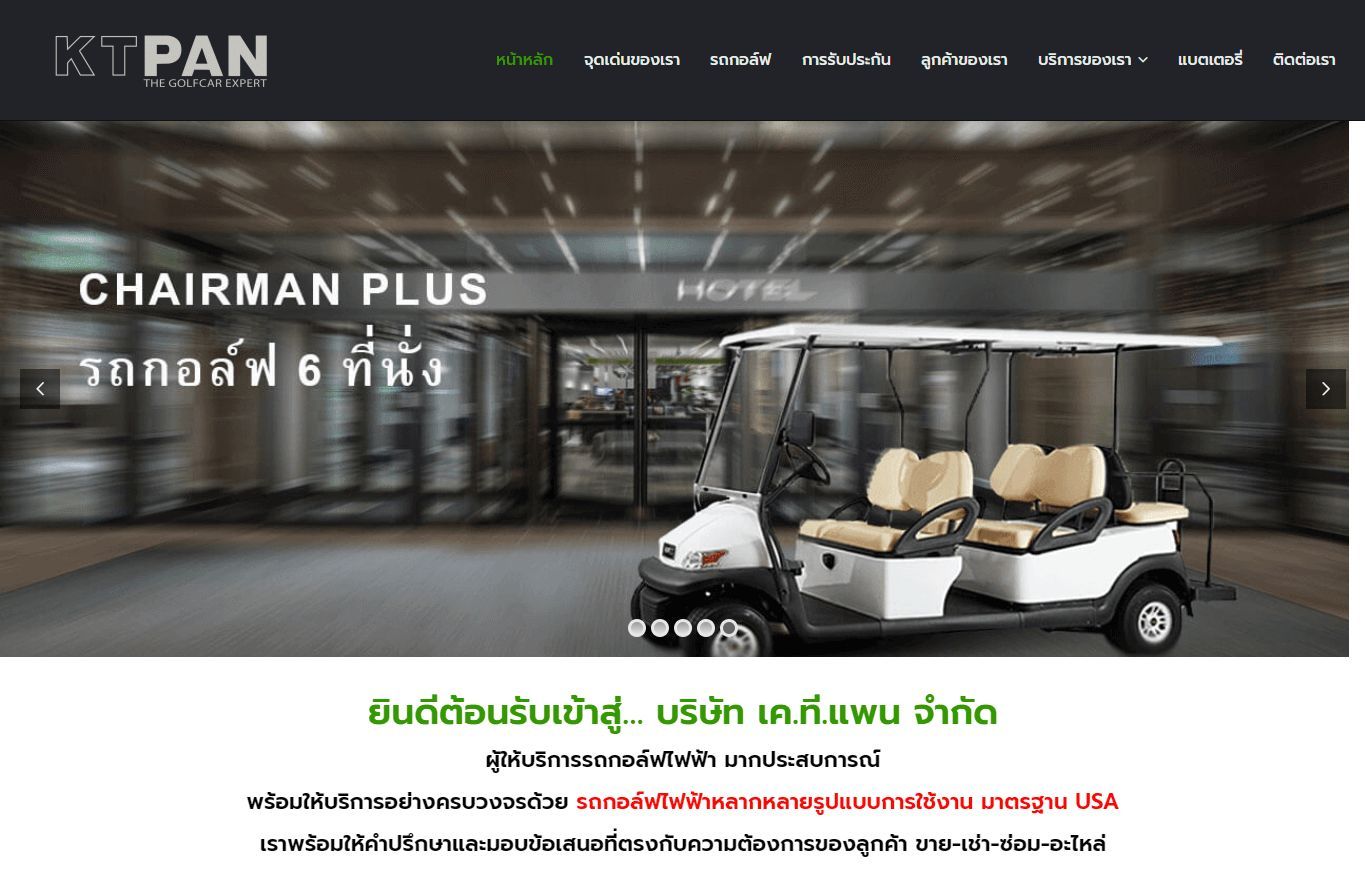 KTPAN
THE GOLFCAR EXPERT
หน้าหลัก จุดเด่นของเรา รถกอล์ฟ การรับประกัน ลูกค้าของเรา บริการของเรา แบตเตอรี่ ติดต่อเรา
CHAIRMAN PLUS
HOTEL
รถกอล์ฟ 6 ที่นั่ง
ยินดีต้อนรับเข้าสู่... บริษัท เค.ที.แพน จำกัด
ผู้ให้บริการรถกอล์ฟไฟฟ้า มากประสบการณ์
พร้อมให้บริการอย่างครบวงจรด้วย รถกอล์ฟไฟฟ้าหลากหลายรูปแบบการใช้งาน มาตรฐาน USA
เราพร้อมให้คำปรึกษาและมอบข้อเสนอที่ตรงกับความต้องการของลูกค้า ขาย-เช่า-ซ่อม-อะไหล่